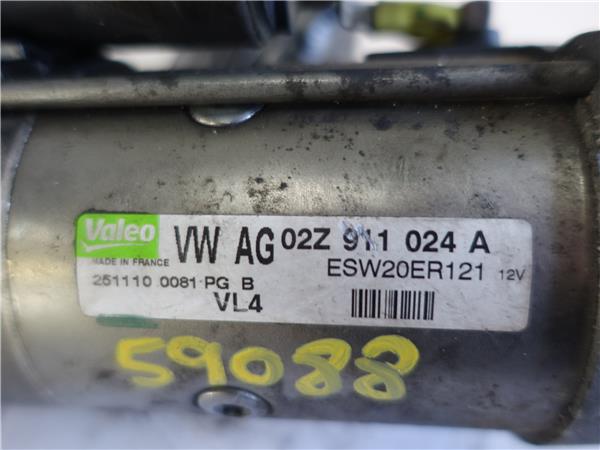 Valeo
MADE IN FRANCE
VW AG 02Z 911 024 A
ESW20ER121 12V
251110 0081 PG B
VL4
59088